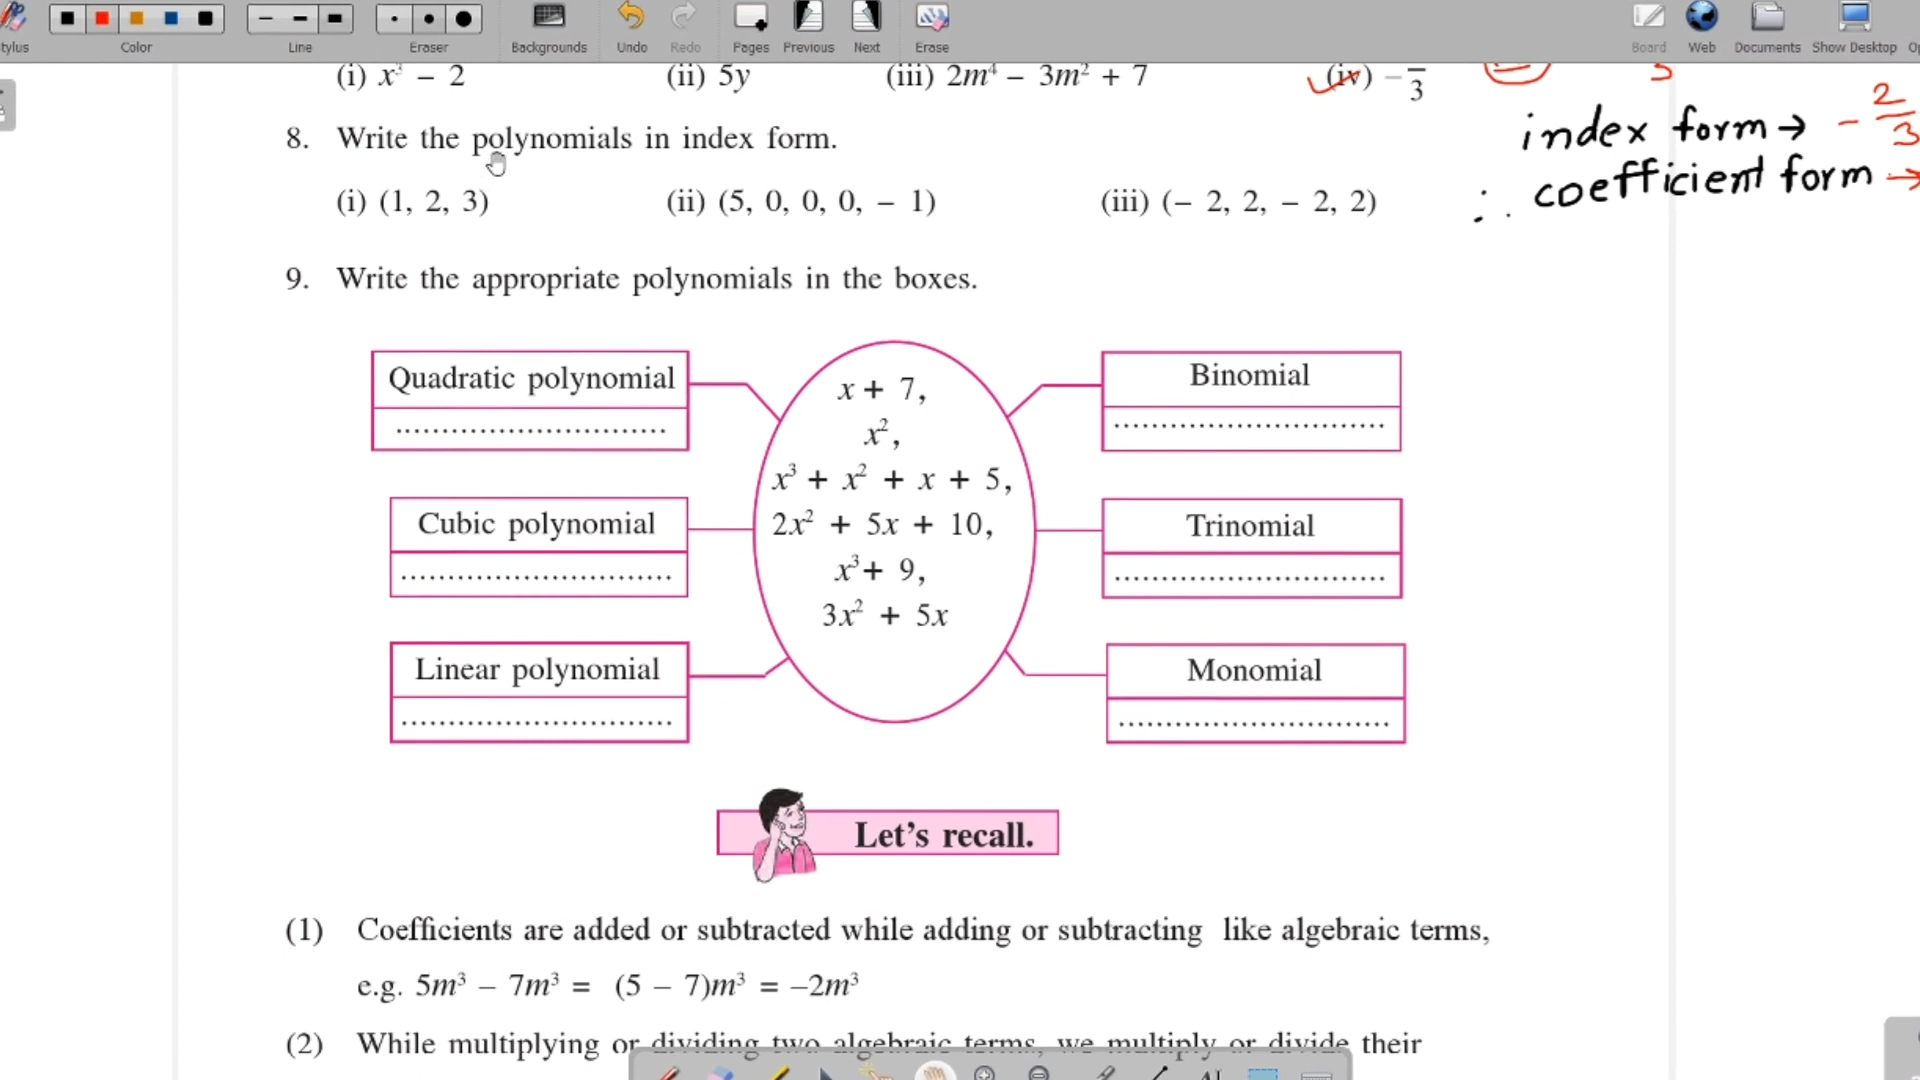 Color
Line
Eraser
Backgrounds
Undo
Redo
Pages
Previous
Next
Erase
Board
Web
Documents
Show Desktop
(i) x³ – 2 (ii) 5y (iii) 2m⁴ – 3m² + 7 (iv) – 3
index form → – 2/3
∴ coefficient form →
8. Write the polynomials in index form.
(i) (1, 2, 3) (ii) (5, 0, 0, 0, – 1) (iii) (– 2, 2, – 2, 2)
9. Write the appropriate polynomials in the boxes.
Quadratic polynomial
Cubic polynomial
Linear polynomial
x + 7,
x²,
x³ + x² + x + 5,
2x² + 5x + 10,
x³+ 9,
3x² + 5x
Binomial
Trinomial
Monomial
Let’s recall.
(1) Coefficients are added or subtracted while adding or subtracting like algebraic terms,
e.g. 5m³ – 7m³ = (5 – 7)m³ = –2m³
(2) While multiplying or dividing two algebraic terms, we multiply or divide their